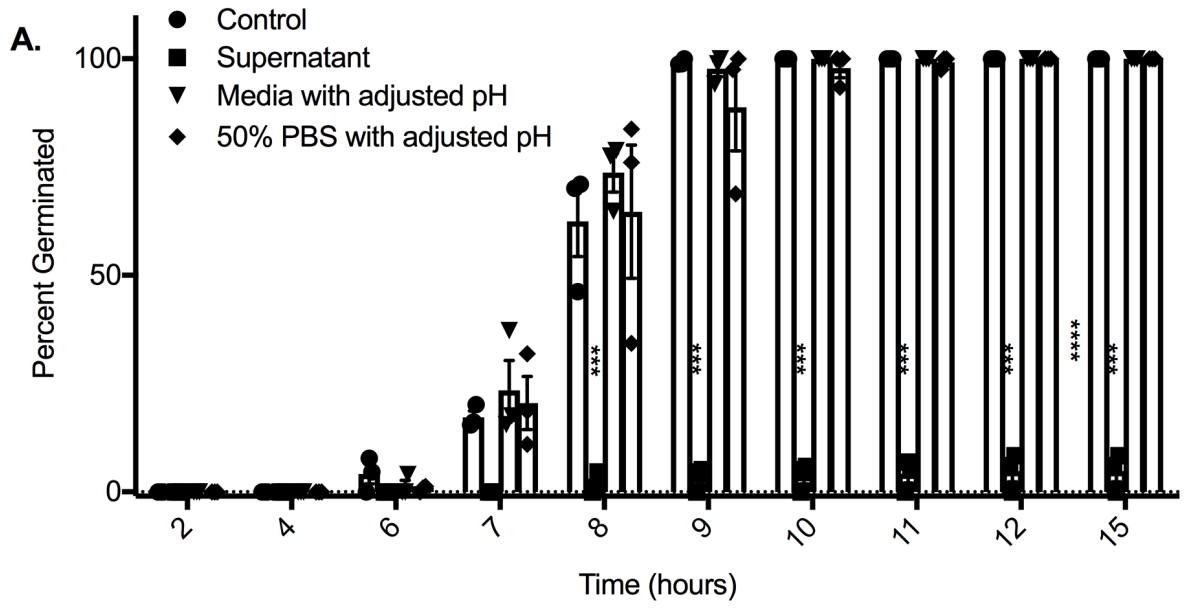 A.
Control
Supernatant
Media with adjusted pH
50% PBS with adjusted pH
Percent Germinated
100
50
0
*** *** *** *** *** **** ***
2 4 6 7 8 9 10 11 12 15
Time (hours)